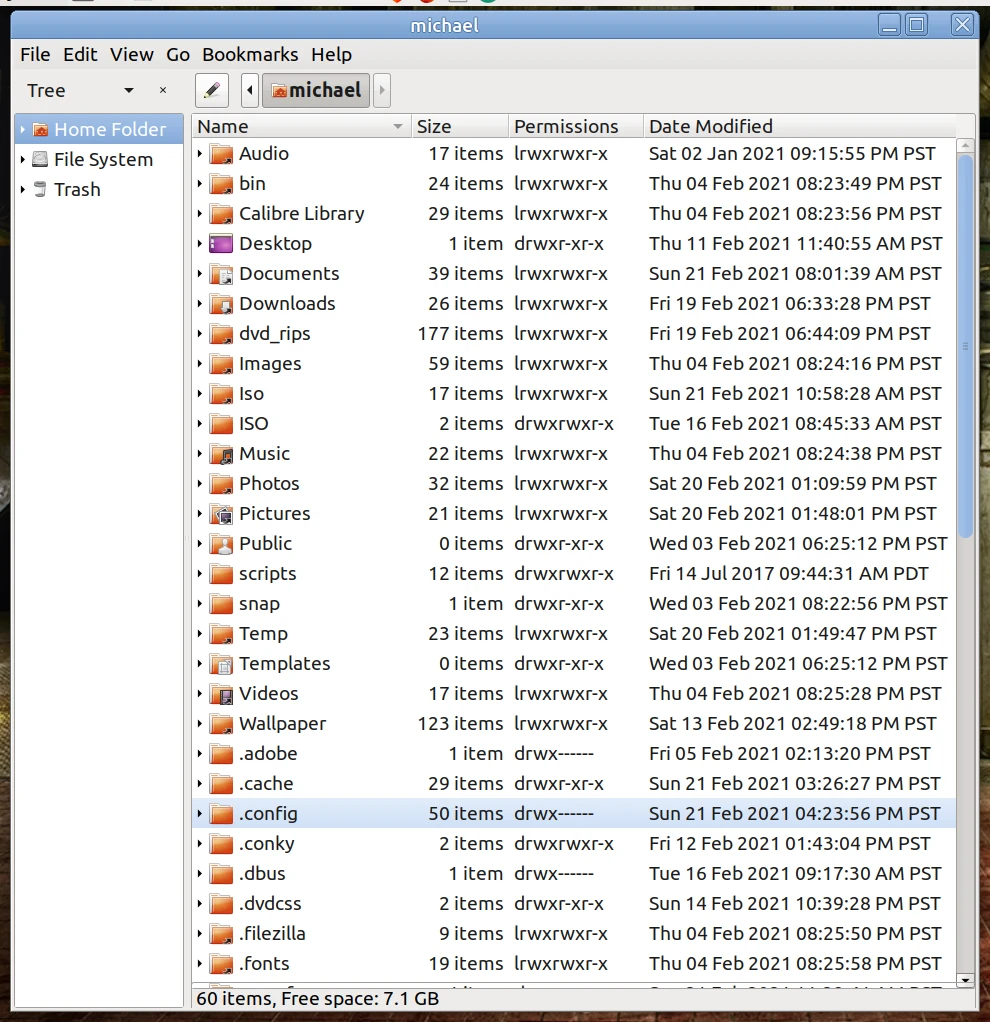 michael
File Edit View Go Bookmarks Help
Tree × michael
Home Folder
File System
Trash
Name Size Permissions Date Modified
Audio 17 items lrwxrwxr-x Sat 02 Jan 2021 09:15:55 PM PST
bin 24 items lrwxrwxr-x Thu 04 Feb 2021 08:23:49 PM PST
Calibre Library 29 items lrwxrwxr-x Thu 04 Feb 2021 08:23:56 PM PST
Desktop 1 item drwxr-xr-x Thu 11 Feb 2021 11:40:55 AM PST
Documents 39 items lrwxrwxr-x Sun 21 Feb 2021 08:01:39 AM PST
Downloads 26 items lrwxrwxr-x Fri 19 Feb 2021 06:33:28 PM PST
dvd_rips 177 items lrwxrwxr-x Fri 19 Feb 2021 06:44:09 PM PST
Images 59 items lrwxrwxr-x Thu 04 Feb 2021 08:24:16 PM PST
Iso 17 items lrwxrwxr-x Sun 21 Feb 2021 10:58:28 AM PST
ISO 2 items drwxrwxr-x Tue 16 Feb 2021 08:45:33 AM PST
Music 22 items lrwxrwxr-x Thu 04 Feb 2021 08:24:38 PM PST
Photos 32 items lrwxrwxr-x Sat 20 Feb 2021 01:09:59 PM PST
Pictures 21 items lrwxrwxr-x Sat 20 Feb 2021 01:48:01 PM PST
Public 0 items drwxr-xr-x Wed 03 Feb 2021 06:25:12 PM PST
scripts 12 items drwxrwxr-x Fri 14 Jul 2017 09:44:31 AM PDT
snap 1 item drwxr-xr-x Wed 03 Feb 2021 08:22:56 PM PST
Temp 23 items lrwxrwxr-x Sat 20 Feb 2021 01:49:47 PM PST
Templates 0 items drwxr-xr-x Wed 03 Feb 2021 06:25:12 PM PST
Videos 17 items lrwxrwxr-x Thu 04 Feb 2021 08:25:28 PM PST
Wallpaper 123 items lrwxrwxr-x Sat 13 Feb 2021 02:49:18 PM PST
.adobe 1 item drwx------ Fri 05 Feb 2021 02:13:20 PM PST
.cache 29 items drwxr-xr-x Sun 21 Feb 2021 03:26:27 PM PST
.config 50 items drwx------ Sun 21 Feb 2021 04:23:56 PM PST
.conky 2 items drwxrwxr-x Fri 12 Feb 2021 01:43:04 PM PST
.dbus 1 item drwx------ Tue 16 Feb 2021 09:17:30 AM PST
.dvdcss 2 items drwxr-xr-x Sun 14 Feb 2021 10:39:28 PM PST
.filezilla 9 items lrwxrwxr-x Thu 04 Feb 2021 08:25:50 PM PST
.fonts 19 items lrwxrwxr-x Thu 04 Feb 2021 08:25:58 PM PST
60 items, Free space: 7.1 GB